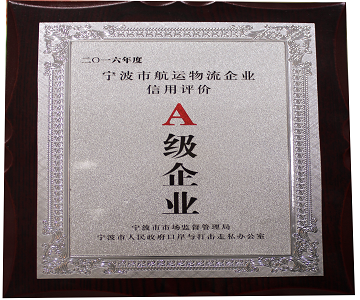 二〇一六年度
宁波市航运物流企业
信用评价
A
级
企
业
宁波市市场监督管理局
宁波市人民政府口岸与打击走私办公室